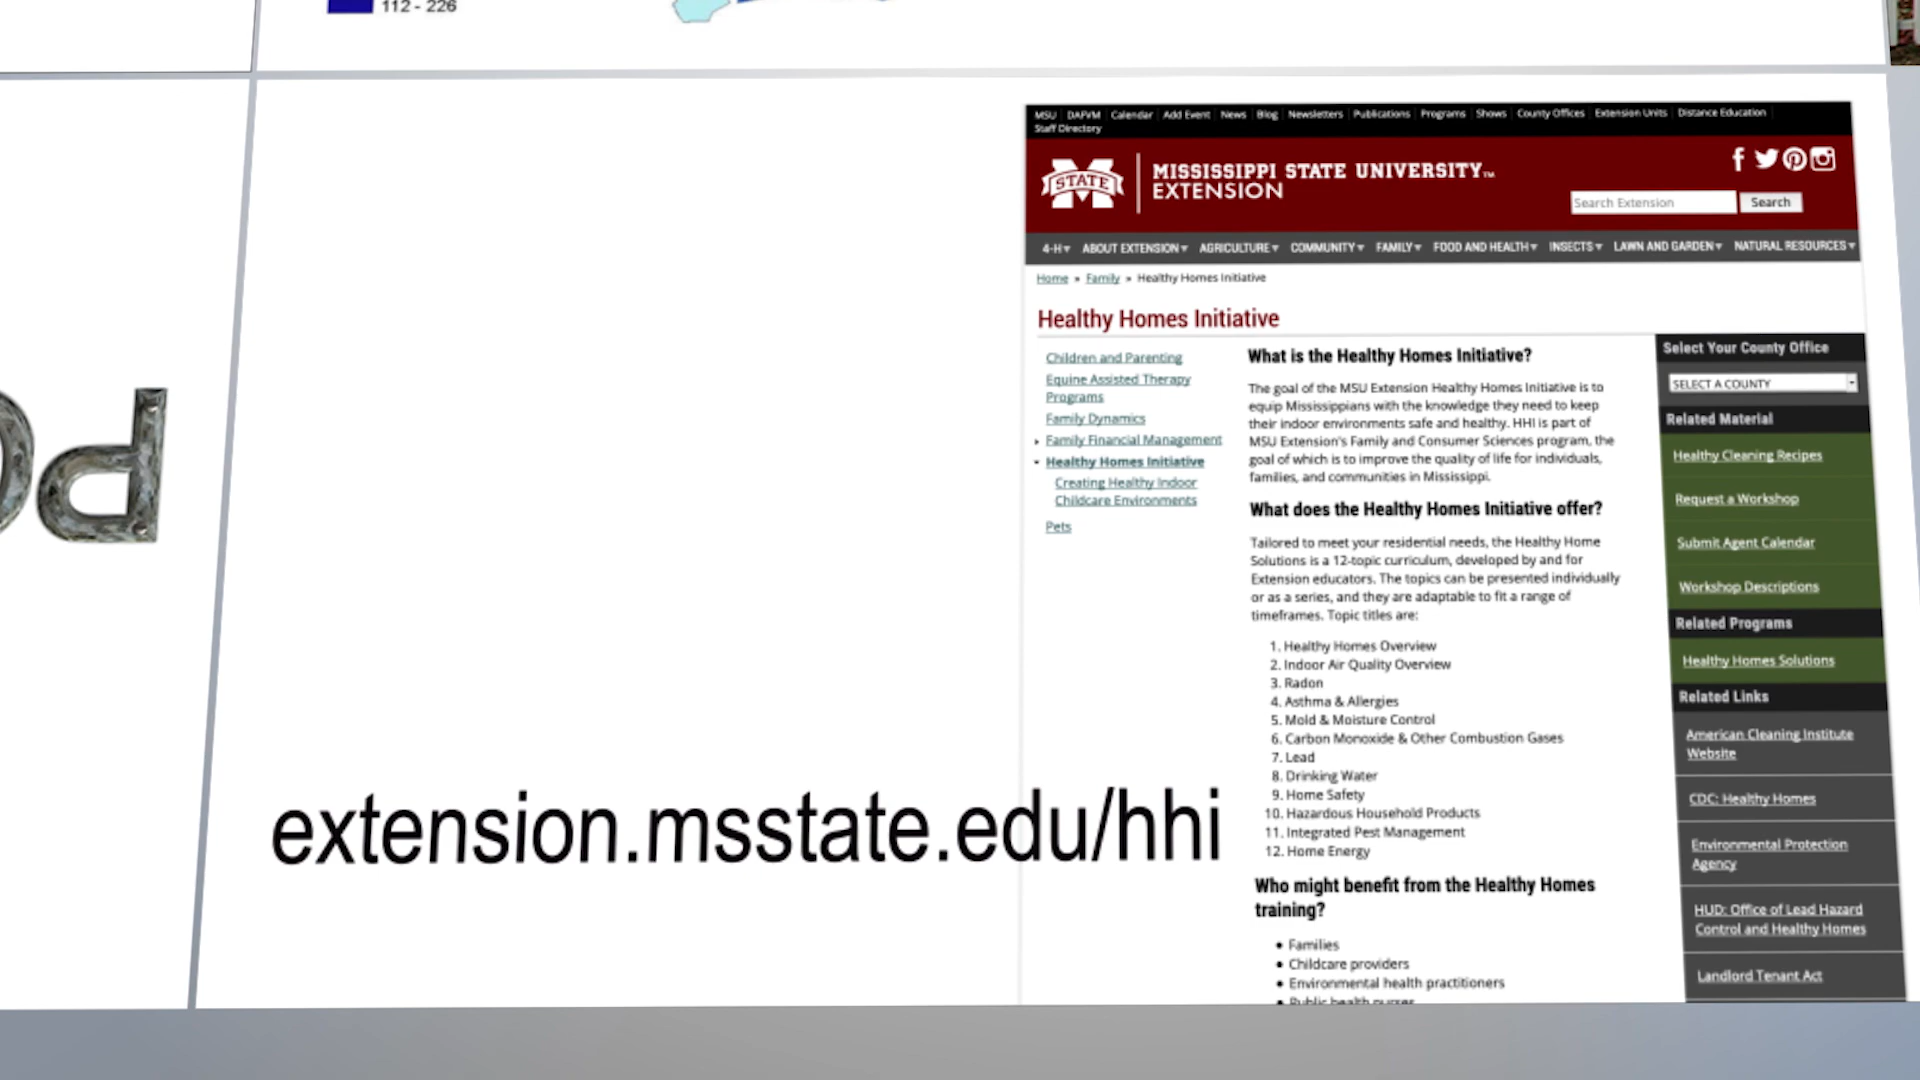 112 - 226
Pd
MSU DAFVM Calendar Add Event News Blog Newsletters Publications Programs Shows County Offices Extension Units Distance Education
Staff Directory
STATE
MISSISSIPPI STATE UNIVERSITY™
EXTENSION
Search Extension
Search
4-H ABOUT EXTENSION AGRICULTURE COMMUNITY FAMILY FOOD AND HEALTH INSECTS LAWN AND GARDEN NATURAL RESOURCES
Home » Family » Healthy Homes Initiative
Healthy Homes Initiative
Children and Parenting
Equine Assisted Therapy
Programs
Family Dynamics
Family Financial Management
Healthy Homes Initiative
Creating Healthy Indoor
Childcare Environments
Pets
What is the Healthy Homes Initiative?
The goal of the MSU Extension Healthy Homes Initiative is to
equip Mississippians with the knowledge they need to keep
their indoor environments safe and healthy. HHI is part of
MSU Extension's Family and Consumer Sciences program, the
goal of which is to improve the quality of life for individuals,
families, and communities in Mississippi.
What does the Healthy Homes Initiative offer?
Tailored to meet your residential needs, the Healthy Home
Solutions is a 12-topic curriculum, developed by and for
Extension educators. The topics can be presented individually
or as a series, and they are adaptable to fit a range of
timeframes. Topic titles are:
1. Healthy Homes Overview
2. Indoor Air Quality Overview
3. Radon
4. Asthma & Allergies
5. Mold & Moisture Control
6. Carbon Monoxide & Other Combustion Gases
7. Lead
8. Drinking Water
9. Home Safety
10. Hazardous Household Products
11. Integrated Pest Management
12. Home Energy
Who might benefit from the Healthy Homes
training?
• Families
• Childcare providers
• Environmental health practitioners
• Public health nurses
Select Your County Office
SELECT A COUNTY
Related Material
Healthy Cleaning Recipes
Request a Workshop
Submit Agent Calendar
Workshop Descriptions
Related Programs
Healthy Homes Solutions
Related Links
American Cleaning Institute
Website
CDC: Healthy Homes
Environmental Protection
Agency
HUD: Office of Lead Hazard
Control and Healthy Homes
Landlord Tenant Act
extension.msstate.edu/hhi